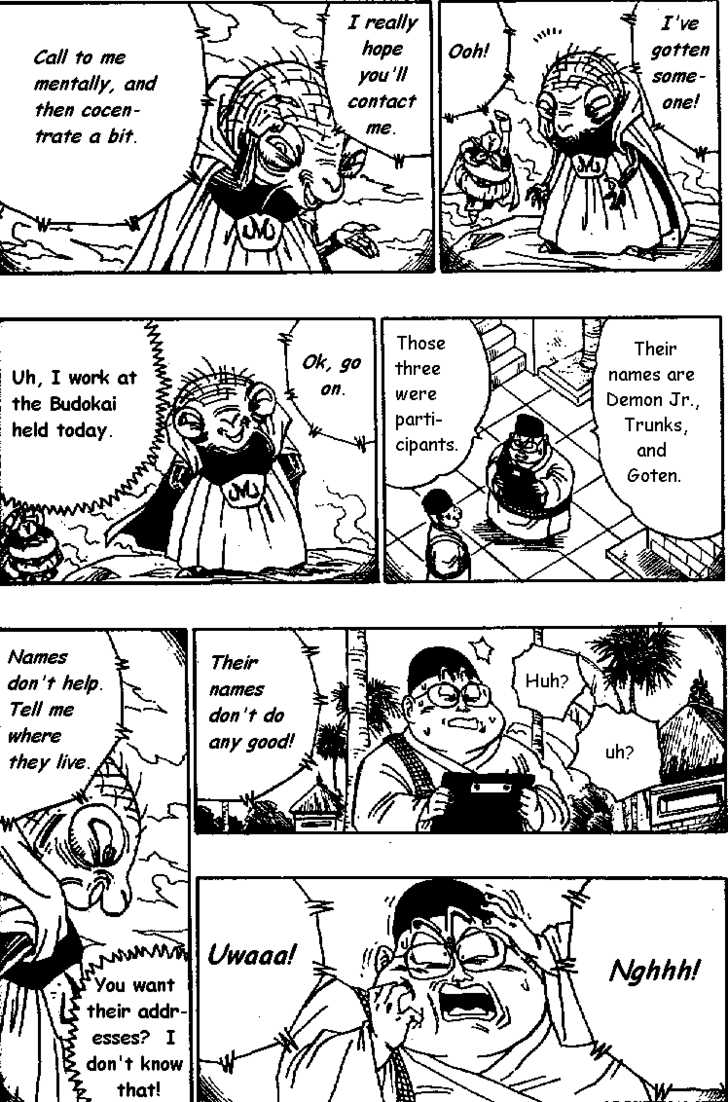 I really
hope
you'll
contact
me.
Call to me
mentally, and
then cocen-
trate a bit.
I've
gotten
some-
one!
Ooh!
Ok, go
on.
Uh, I work at
the Budokai
held today.
Their
names are
Demon Jr.,
Trunks,
and
Goten.
Those
three
were
parti-
cipants.
Names
don't help.
Tell me
where
they live.
You want
their addr-
esses? I
don't know
that!
Huh?
uh?
Their
names
don't do
any good!
Nghhh!
Uwaaa!